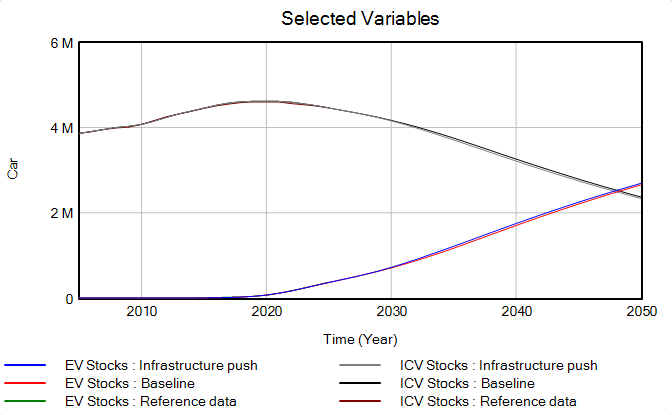 Selected Variables
6 M
4 M
2 M
0
Car
2010 2020 2030 2040 2050
Time (Year)
EV Stocks : Infrastructure push ICV Stocks : Infrastructure push
EV Stocks : Baseline ICV Stocks : Baseline
EV Stocks : Reference data ICV Stocks : Reference data